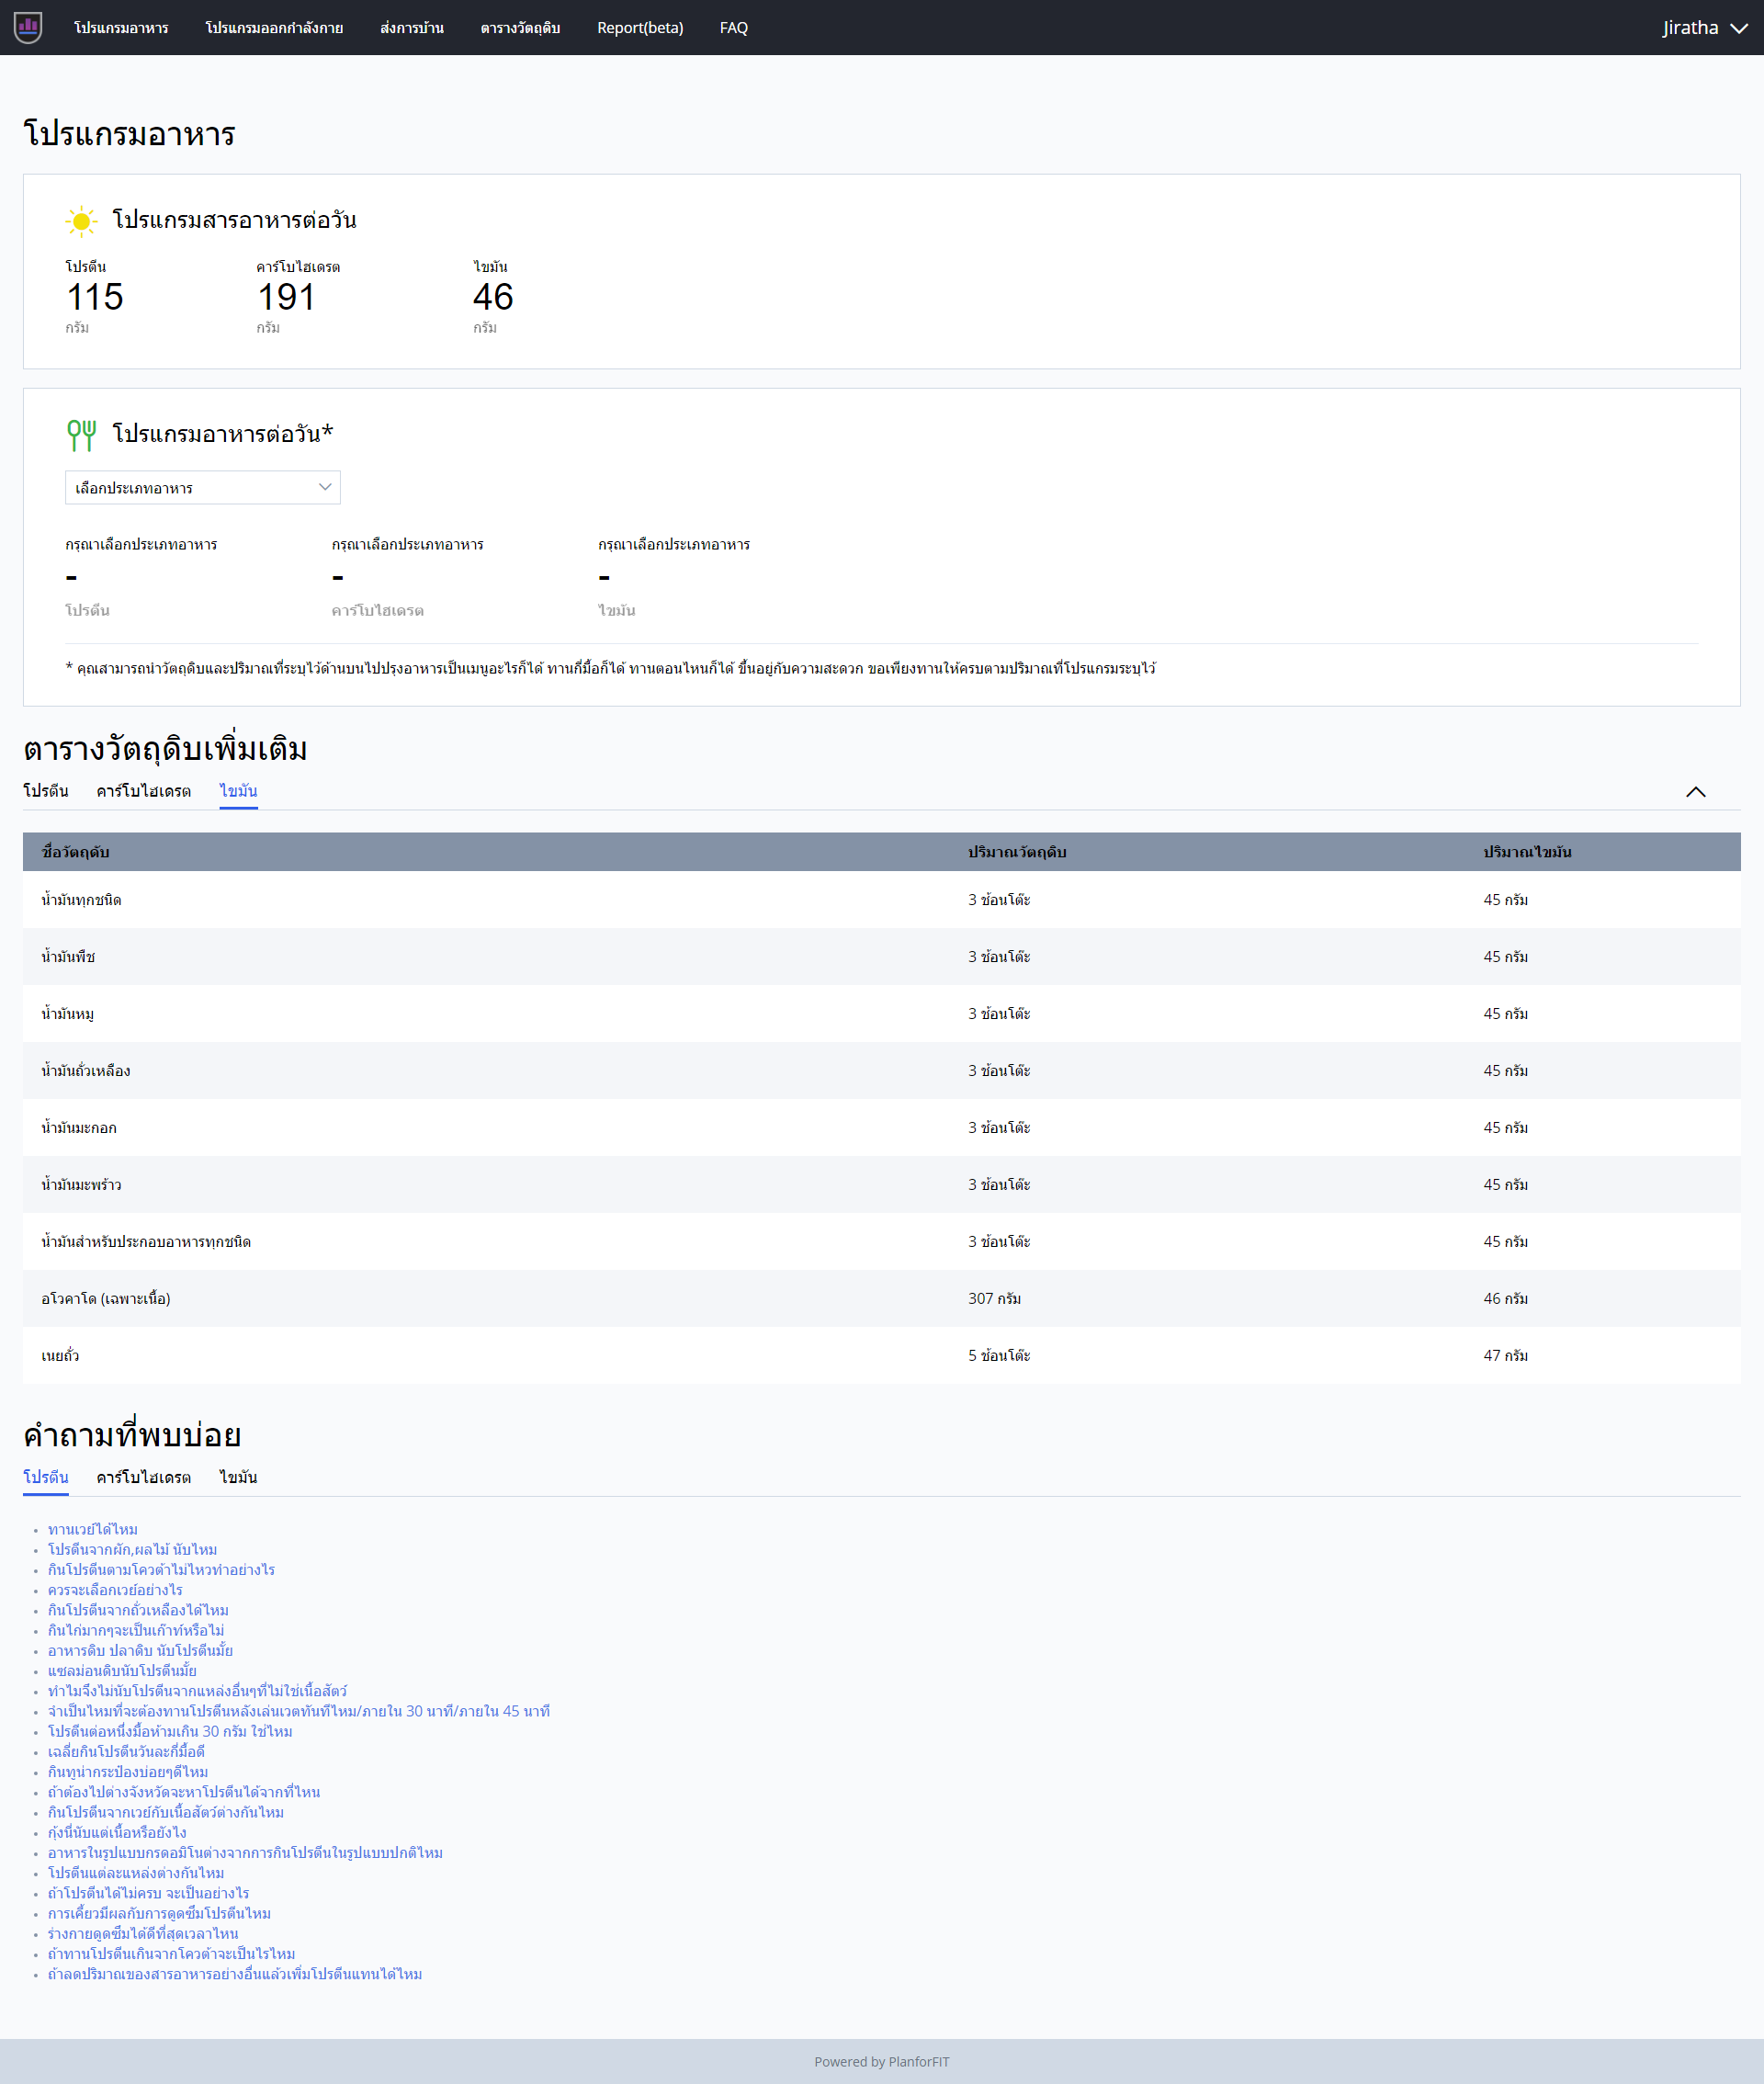 โปรแกรมอาหาร โปรแกรมออกกำลังกาย ส่งการบ้าน ตารางวัตถุดิบ Report(beta) FAQ Jiratha
โปรแกรมอาหาร
โปรแกรมสารอาหารต่อวัน
โปรตีน คาร์โบไฮเดรต ไขมัน
115 191 46
กรัม กรัม กรัม
โปรแกรมอาหารต่อวัน*
เลือกประเภทอาหาร
กรุณาเลือกประเภทอาหาร กรุณาเลือกประเภทอาหาร กรุณาเลือกประเภทอาหาร
- - -
โปรตีน คาร์โบไฮเดรต ไขมัน
* คุณสามารถนำวัตถุดิบและปริมาณที่ระบุไว้ด้านบนไปปรุงอาหารเป็นเมนูอะไรก็ได้ ทานกี่มื้อก็ได้ ทานตอนไหนก็ได้ ขึ้นอยู่กับความสะดวก ขอเพียงทานให้ครบตามปริมาณที่โปรแกรมระบุไว้
ตารางวัตถุดิบเพิ่มเติม
โปรตีน คาร์โบไฮเดรต ไขมัน
ชื่อวัตถุดับ ปริมาณวัตถุดิบ ปริมาณไขมัน
น้ำมันทุกชนิด 3 ช้อนโต๊ะ 45 กรัม
น้ำมันพืช 3 ช้อนโต๊ะ 45 กรัม
น้ำมันหมู 3 ช้อนโต๊ะ 45 กรัม
น้ำมันถั่วเหลือง 3 ช้อนโต๊ะ 45 กรัม
น้ำมันมะกอก 3 ช้อนโต๊ะ 45 กรัม
น้ำมันมะพร้าว 3 ช้อนโต๊ะ 45 กรัม
น้ำมันสำหรับประกอบอาหารทุกชนิด 3 ช้อนโต๊ะ 45 กรัม
อโวคาโด (เฉพาะเนื้อ) 307 กรัม 46 กรัม
เนยถั่ว 5 ช้อนโต๊ะ 47 กรัม
คำถามที่พบบ่อย
โปรตีน คาร์โบไฮเดรต ไขมัน
ทานเวย์ได้ไหม
โปรตีนจากผัก,ผลไม้ นับไหม
กินโปรตีนตามโควต้าไม่ไหวทำอย่างไร
ควรจะเลือกเวย์อย่างไร
กินโปรตีนจากถั่วเหลืองได้ไหม
กินไก่มากๆจะเป็นเก๊าท์หรือไม่
อาหารดิบ ปลาดิบ นับโปรตีนมั้ย
แซลม่อนดิบนับโปรตีนมั้ย
ทำไมจึงไม่นับโปรตีนจากแหล่งอื่นๆที่ไม่ใช่เนื้อสัตว์
จำเป็นไหมที่จะต้องทานโปรตีนหลังเล่นเวตทันทีไหม/ภายใน 30 นาที/ภายใน 45 นาที
โปรตีนต่อหนึ่งมื้อห้ามเกิน 30 กรัม ใช่ไหม
เฉลี่ยกินโปรตีนวันละกี่มื้อดี
กินทูน่ากระป๋องบ่อยๆดีไหม
ถ้าต้องไปต่างจังหวัดจะหาโปรตีนได้จากที่ไหน
กินโปรตีนจากเวย์กับเนื้อสัตว์ต่างกันไหม
กุ้งนี่นับแต่เนื้อหรือยังไง
อาหารในรูปแบบกรดอมิโนต่างจากการกินโปรตีนในรูปแบบปกติไหม
โปรตีนแต่ละแหล่งต่างกันไหม
ถ้าโปรตีนได้ไม่ครบ จะเป็นอย่างไร
การเคี้ยวมีผลกับการดูดซึมโปรตีนไหม
ร่างกายดูดซึมได้ดีที่สุดเวลาไหน
ถ้าทานโปรตีนเกินจากโควต้าจะเป็นไรไหม
ถ้าลดปริมาณของสารอาหารอย่างอื่นแล้วเพิ่มโปรตีนแทนได้ไหม
Powered by PlanforFIT